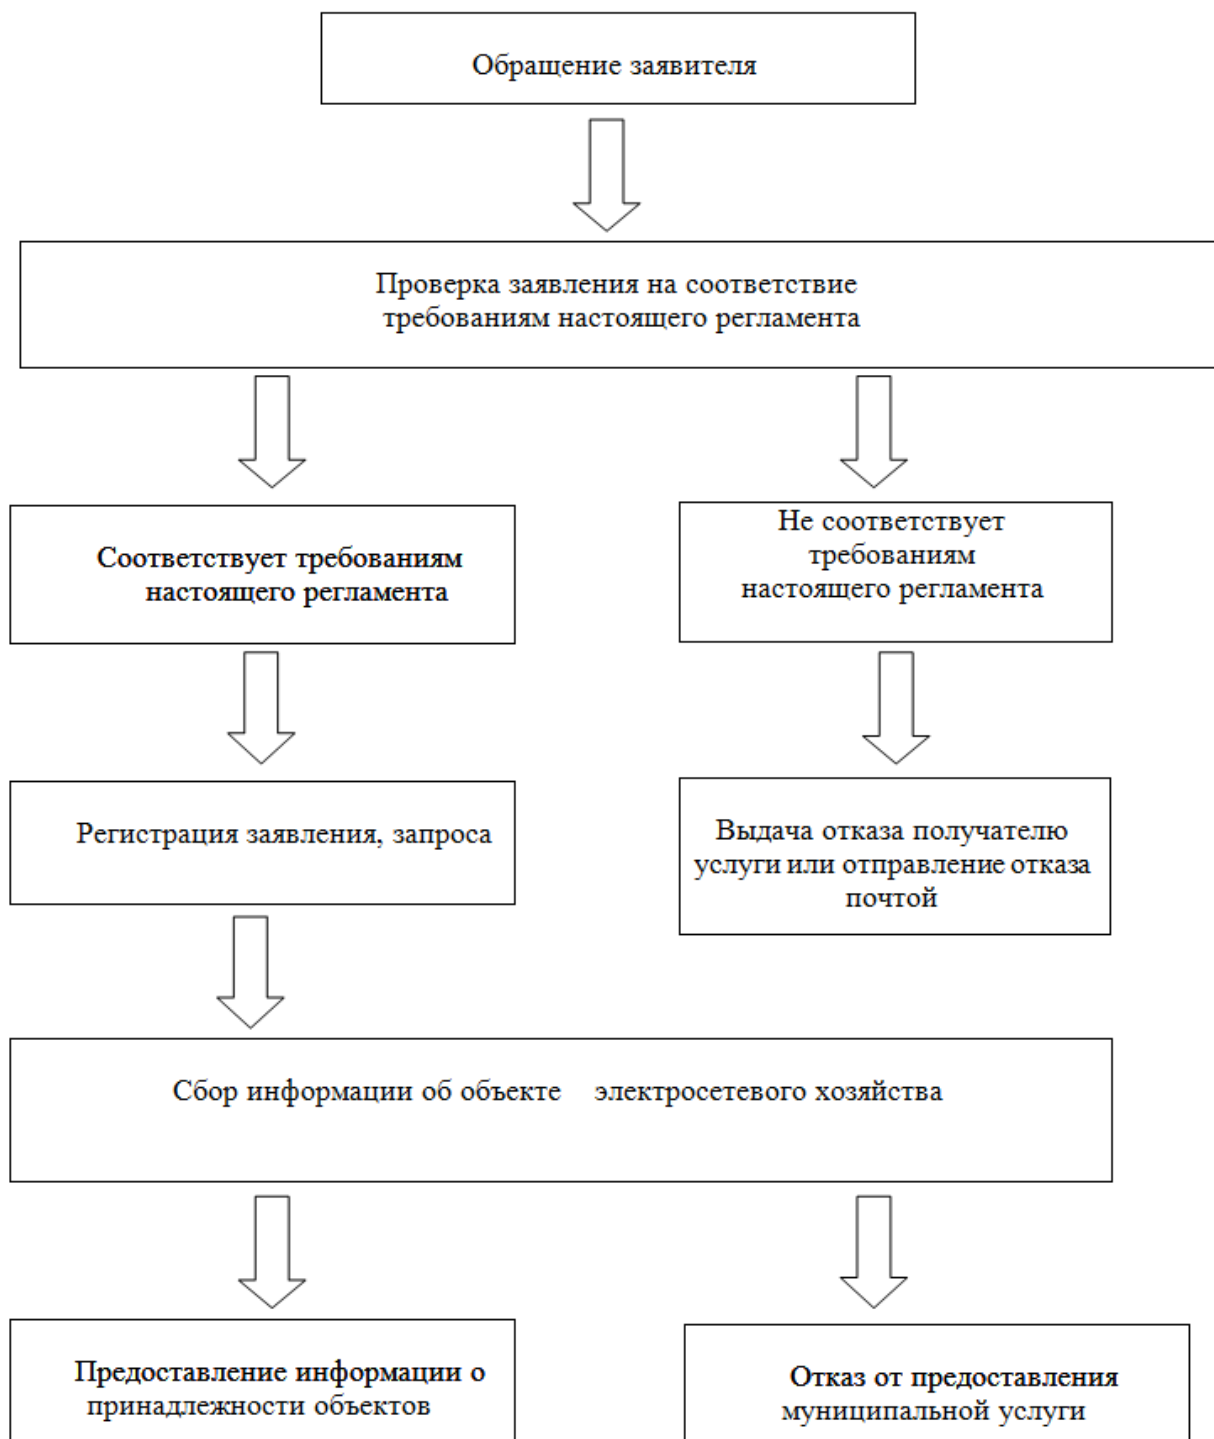 Обращение заявителя
Проверка заявления на соответствие
требованиям настоящего регламента
Соответствует требованиям
настоящего регламента
Не соответствует
требованиям
настоящего регламента
Регистрация заявления, запроса
Выдача отказа получателю
услуги или отправление отказа
почтой
Сбор информации об объекте электросетевого хозяйства
Предоставление информации о
принадлежности объектов
Отказ от предоставления
муниципальной услуги